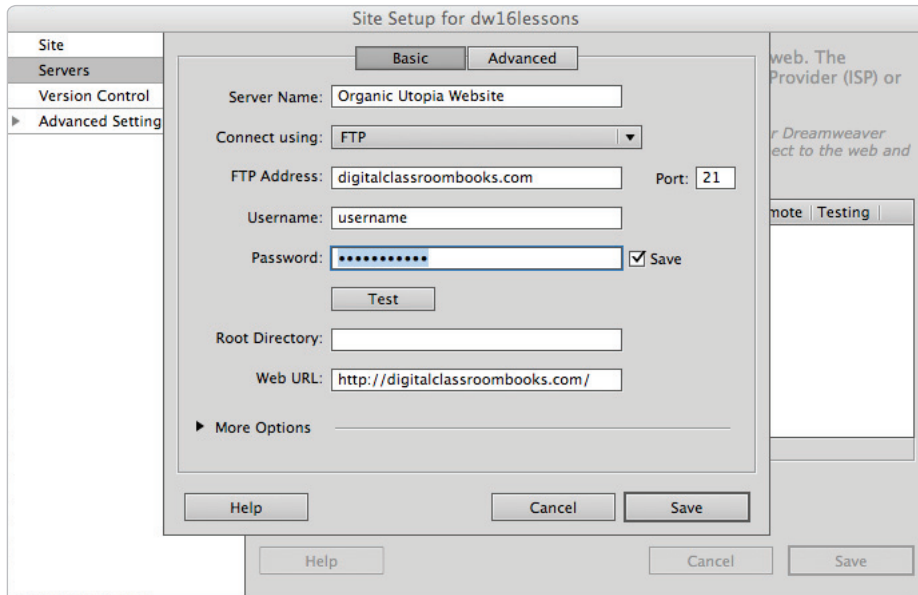 Site Setup for dw16lessons
Site
Servers
Version Control
Advanced Setting
Basic Advanced
Server Name: Organic Utopia Website
Connect using: FTP
FTP Address: digitalclassroombooks.com Port: 21
Username: username
Password: ••••••••••• Save
Test
Root Directory:
Web URL: http://digitalclassroombooks.com/
More Options
Help Cancel Save
web. The
Provider (ISP) or
r Dreamweaver
ect to the web and
mote Testing
Help Cancel Save